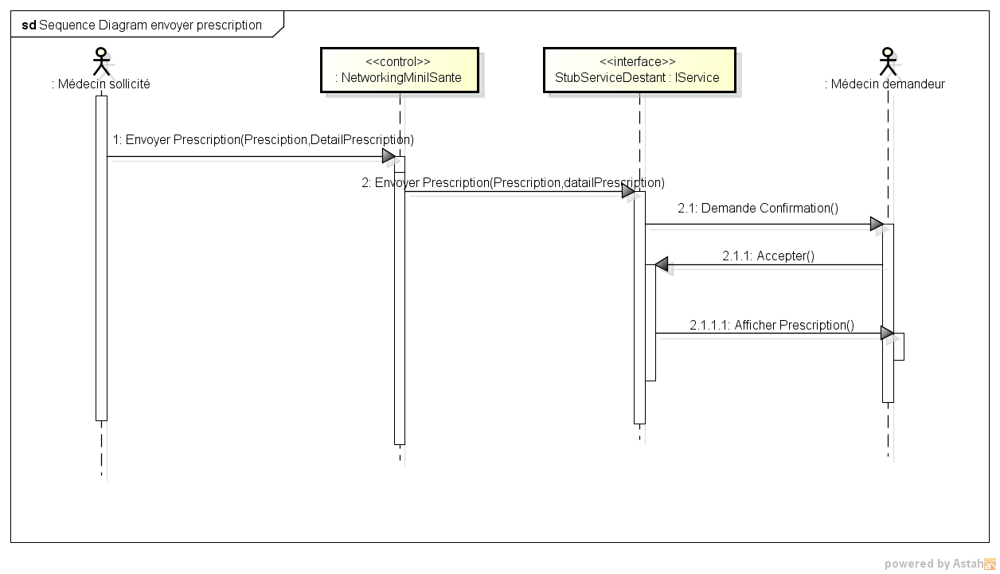 sd Sequence Diagram envoyer prescription
: Médecin sollicité
<<control>>
: NetworkingMinilSante
<<interface>>
StubServiceDestant : IService
: Médecin demandeur
1: Envoyer Prescription(Presciption,DetailPrescription)
2: Envoyer Prescription(Prescription,datailPrescription)
2.1: Demande Confirmation()
2.1.1: Accepter()
2.1.1.1: Afficher Prescription()
powered by Astah